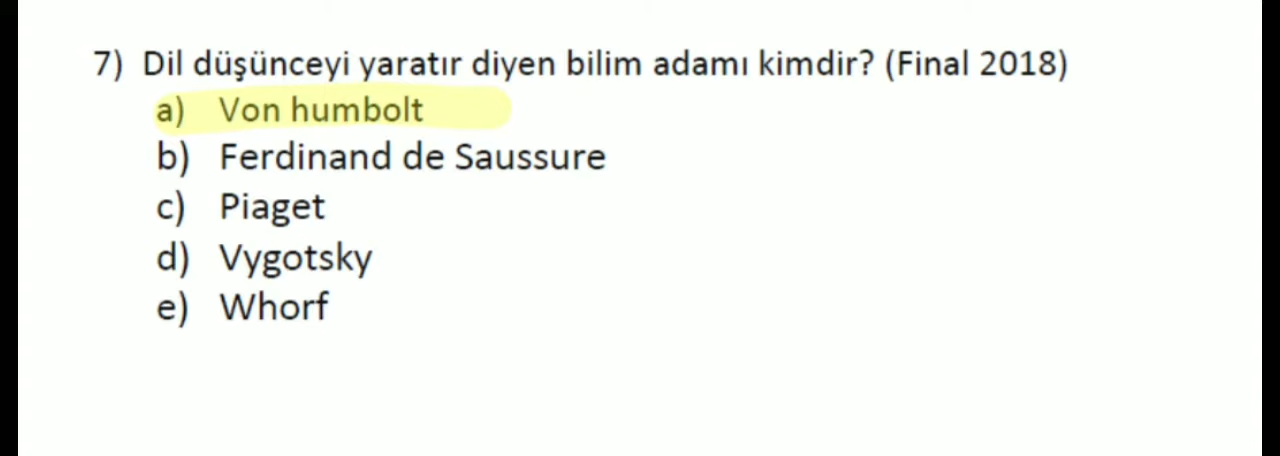 7) Dil düşünceyi yaratır diyen bilim adamı kimdir? (Final 2018)
a) Von humbolt
b) Ferdinand de Saussure
c) Piaget
d) Vygotsky
e) Whorf